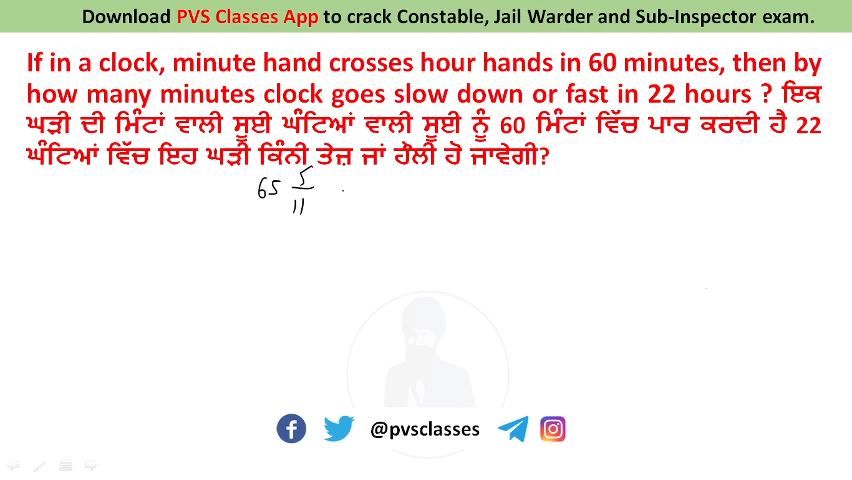 Download PVS Classes App to crack Constable, Jail Warder and Sub-Inspector exam.
If in a clock, minute hand crosses hour hands in 60 minutes, then by
how many minutes clock goes slow down or fast in 22 hours ? ਇਕ
ਘੜੀ ਦੀ ਮਿੰਟਾਂ ਵਾਲੀ ਸੂਈ ਘੰਟਿਆਂ ਵਾਲੀ ਸੂਈ ਨੂੰ 60 ਮਿੰਟਾਂ ਵਿੱਚ ਪਾਰ ਕਰਦੀ ਹੈ 22
ਘੰਟਿਆਂ ਵਿੱਚ ਇਹ ਘੜੀ ਕਿੰਨੀ ਤੇਜ਼ ਜਾਂ ਹੌਲੀ ਹੋ ਜਾਵੇਗੀ?
65 5/11
@pvsclasses